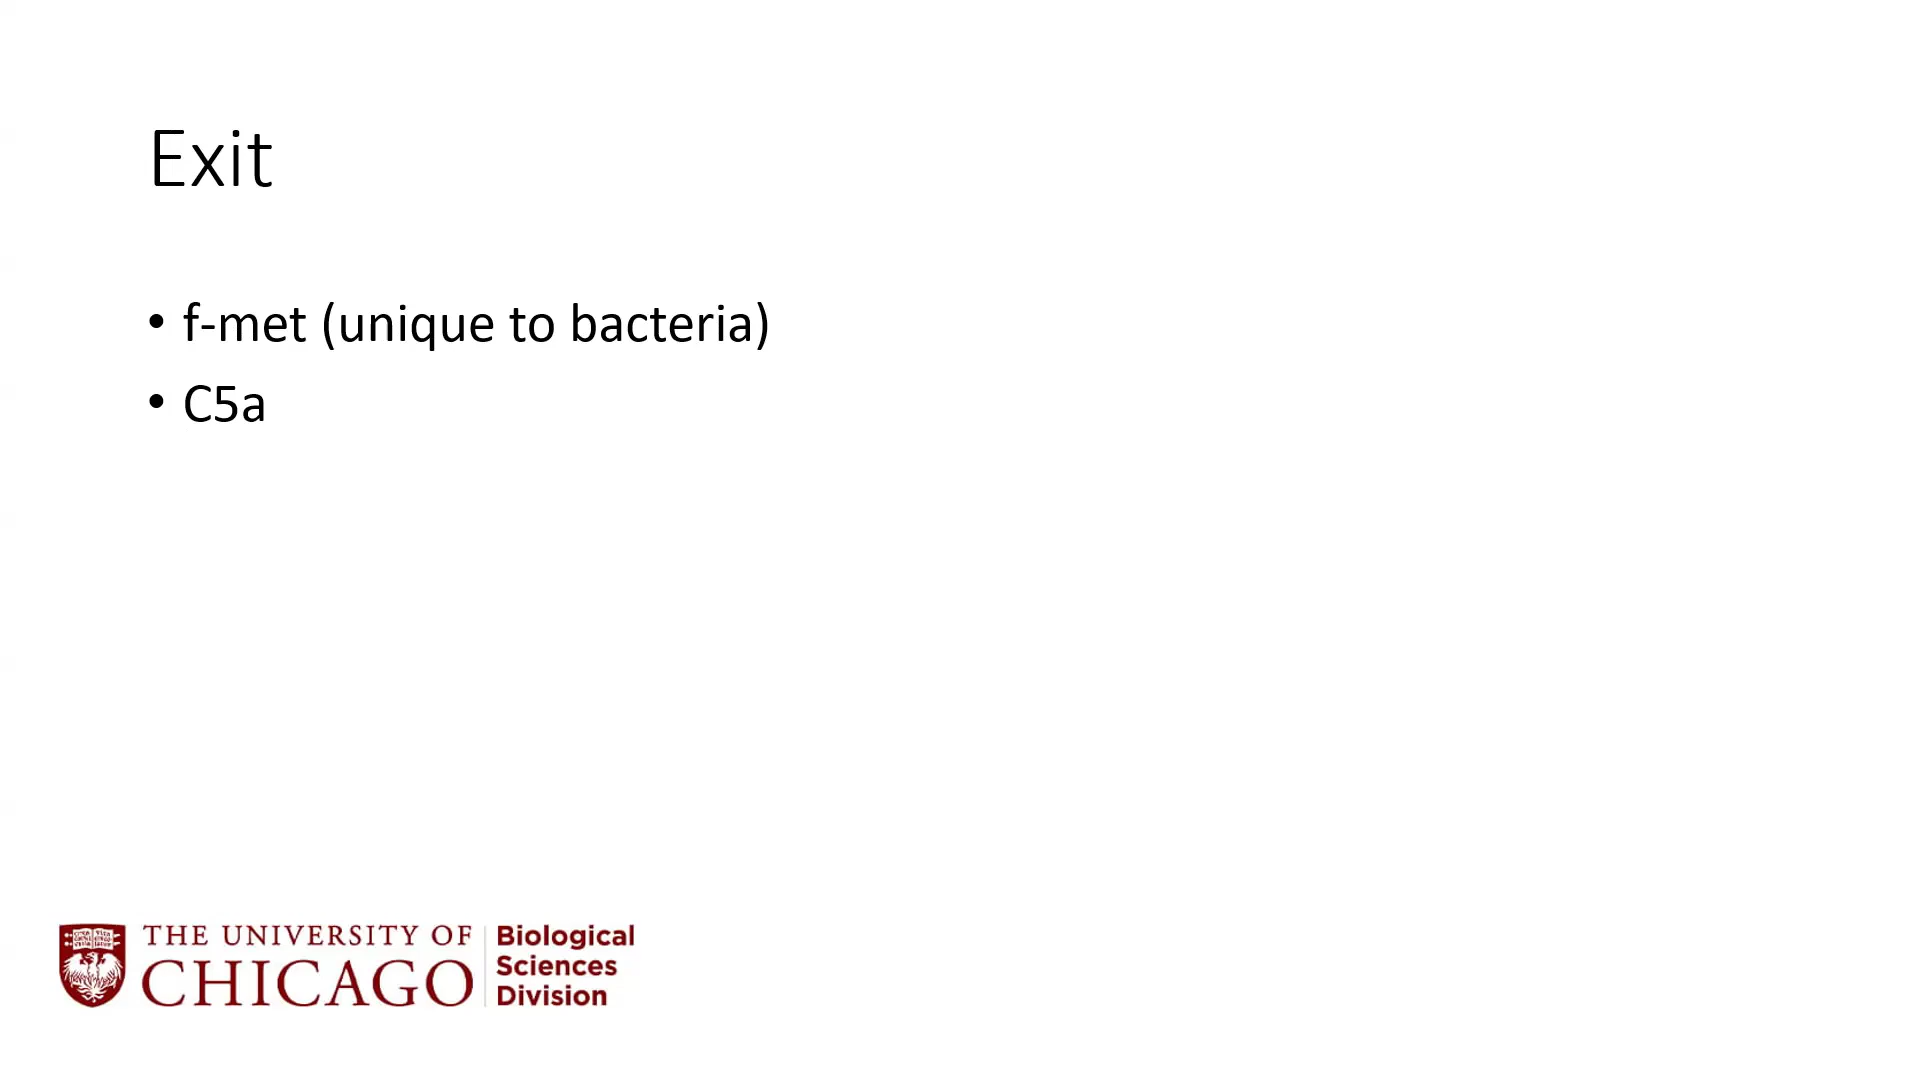 Exit
• f-met (unique to bacteria)
• C5a
THE UNIVERSITY OF
CHICAGO
Biological
Sciences
Division